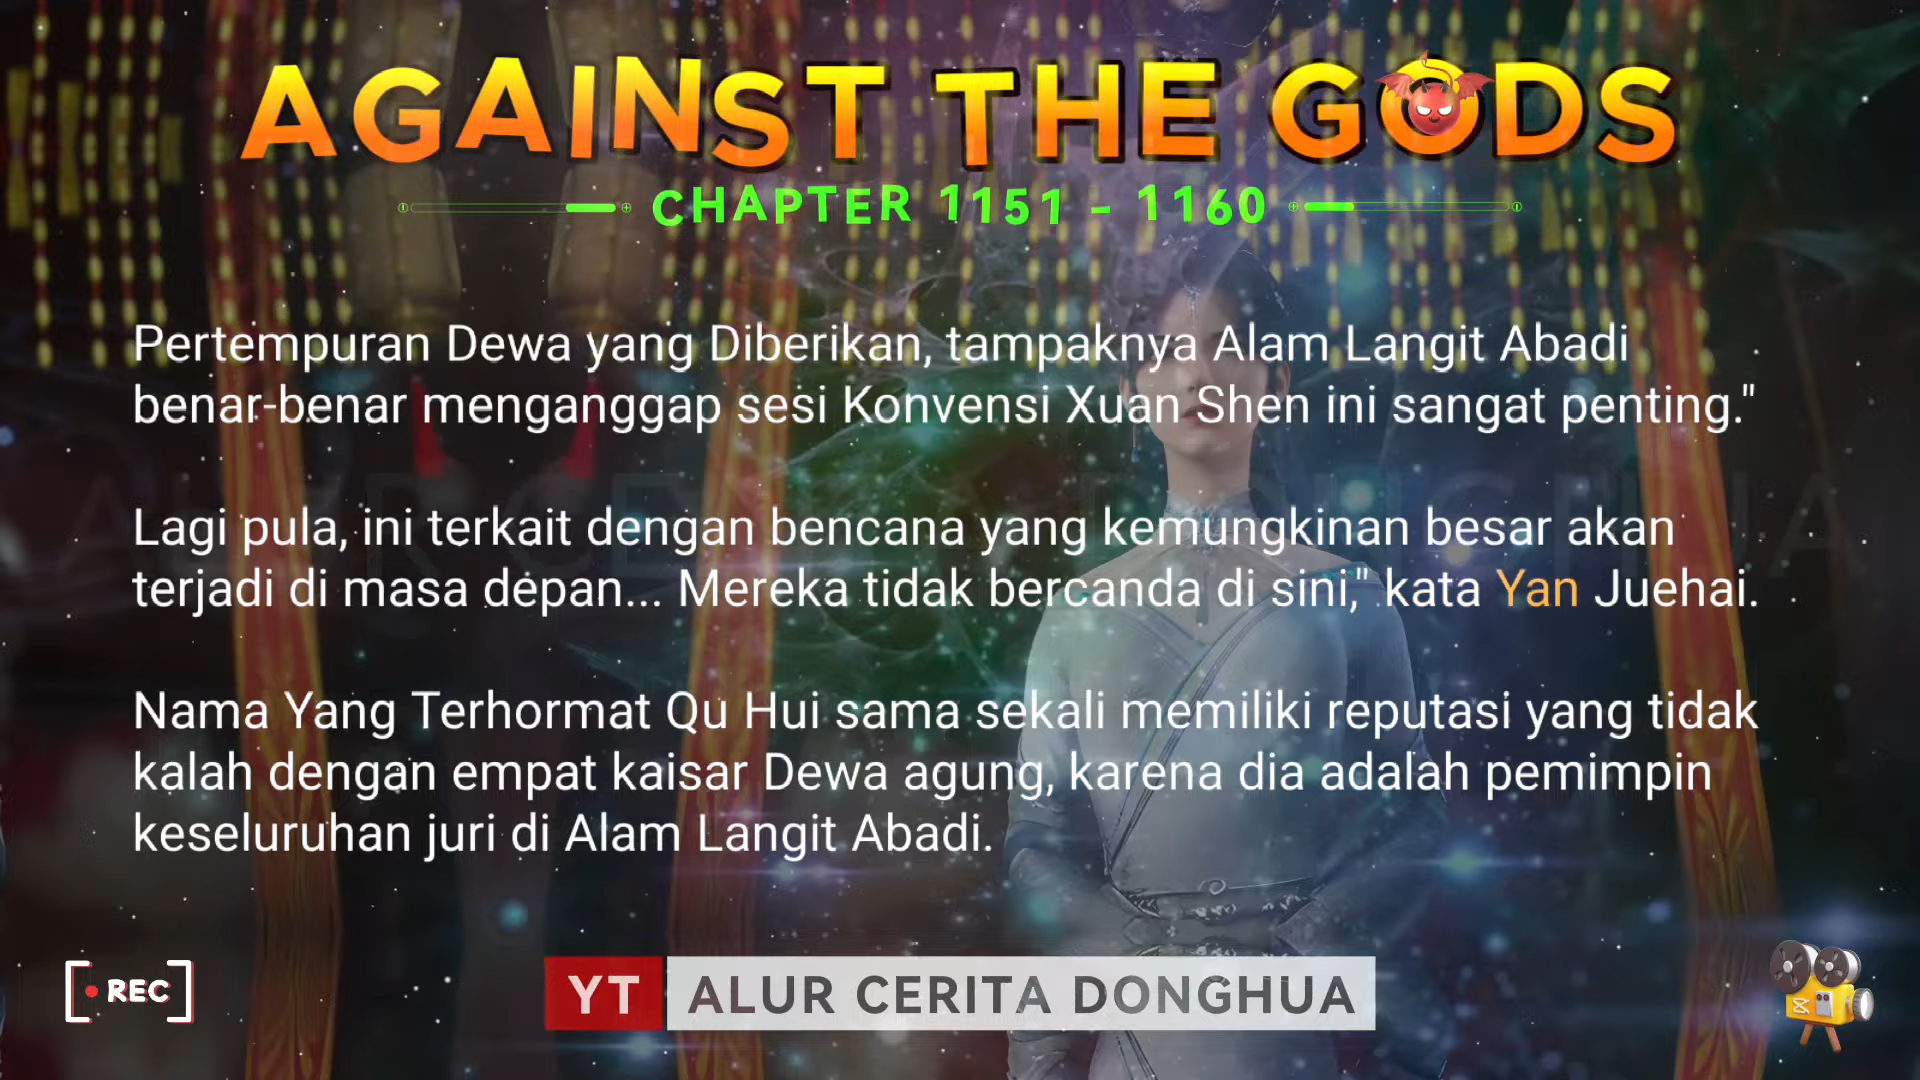 AGAINST THE GODS
CHAPTER 1151 - 1160
Pertempuran Dewa yang Diberikan, tampaknya Alam Langit Abadi
benar-benar menganggap sesi Konvensi Xuan Shen ini sangat penting."
Lagi pula, ini terkait dengan bencana yang kemungkinan besar akan
terjadi di masa depan... Mereka tidak bercanda di sini," kata Yan Juehai.
Nama Yang Terhormat Qu Hui sama sekali memiliki reputasi yang tidak
kalah dengan empat kaisar Dewa agung, karena dia adalah pemimpin
keseluruhan juri di Alam Langit Abadi.
REC
YT ALUR CERITA DONGHUA